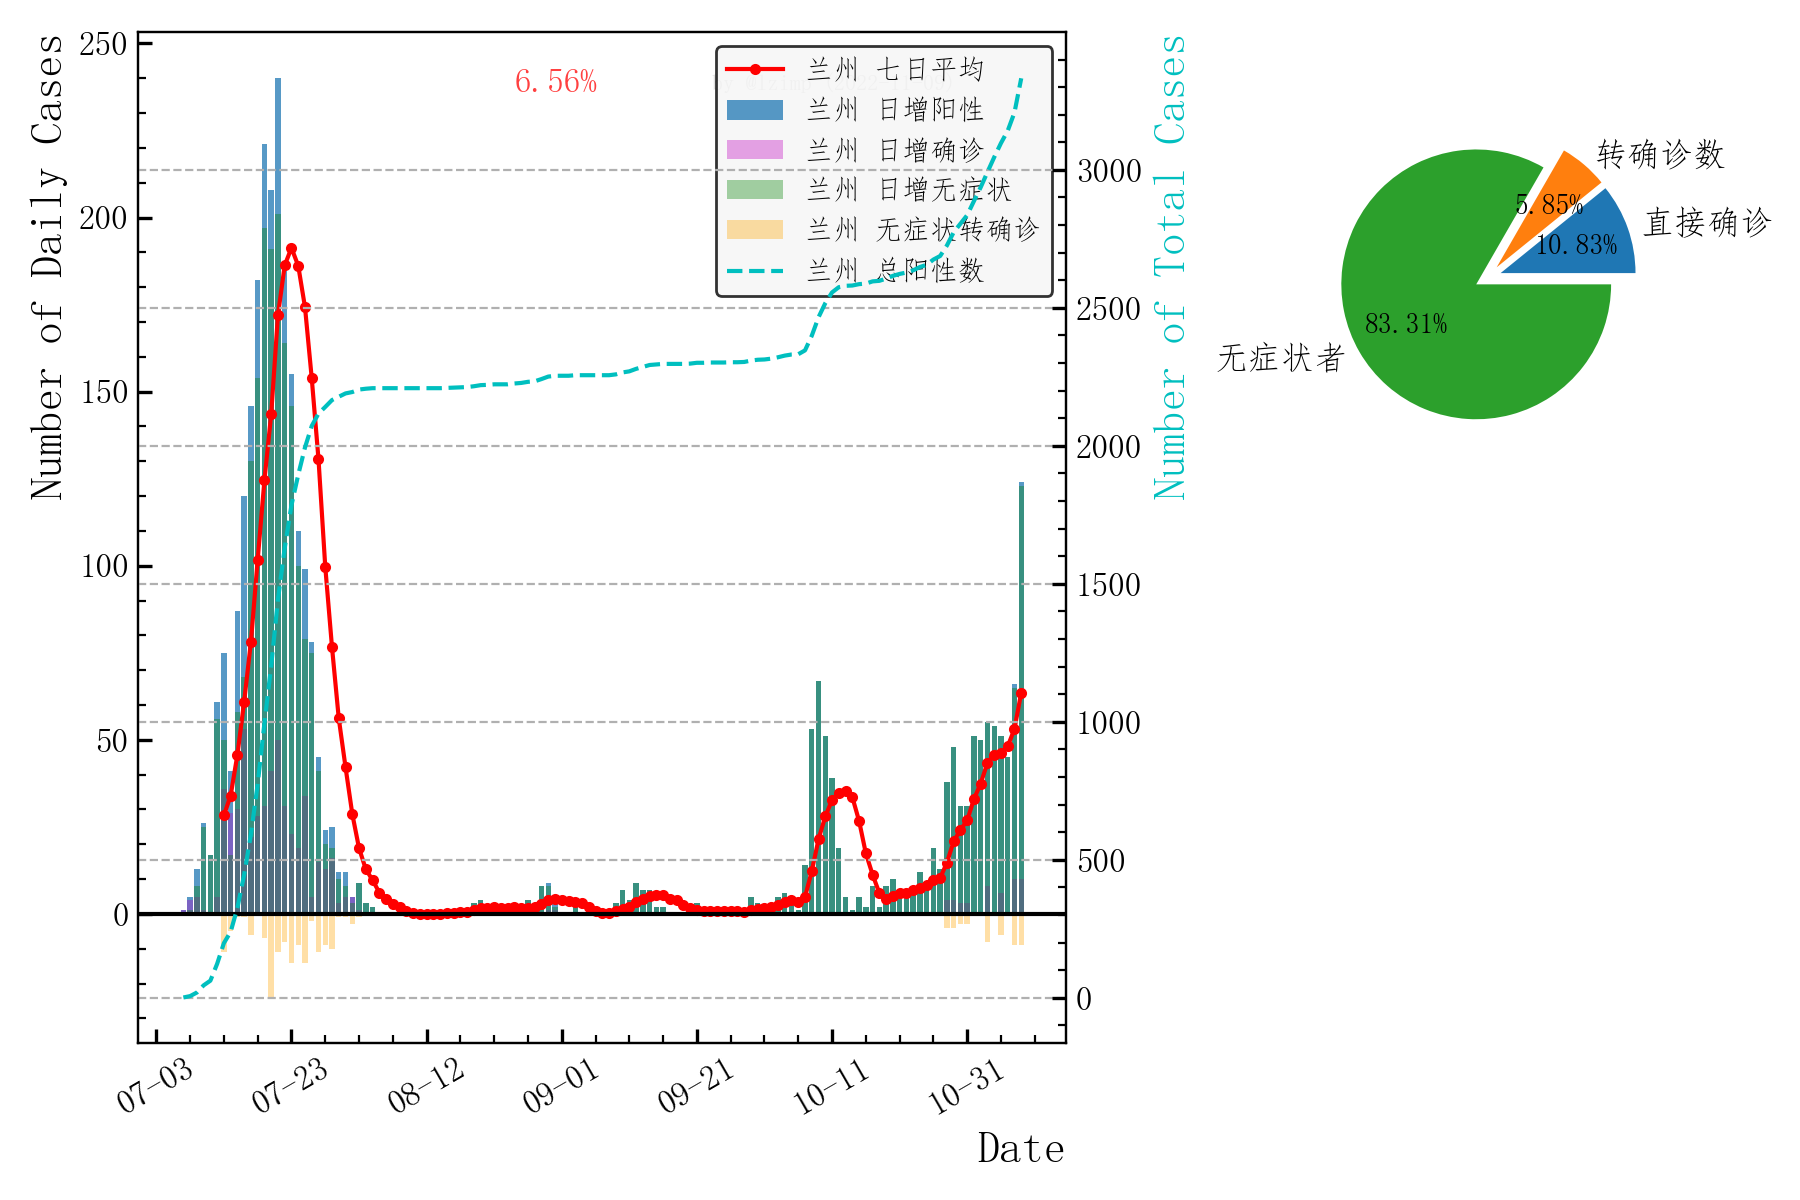 Number of Daily Cases
250
200
150
100
50
0
6.56%
兰州 七日平均
兰州 日增阳性
兰州 日增确诊
兰州 日增无症状
兰州 无症状转确诊
兰州 总阳性数
Number of Total Cases
3000
2500
2000
1500
1000
500
0
07-03
07-23
08-12
09-01
09-21
10-11
10-31
Date
转确诊数
5.85%
直接确诊
10.83%
83.31%
无症状者